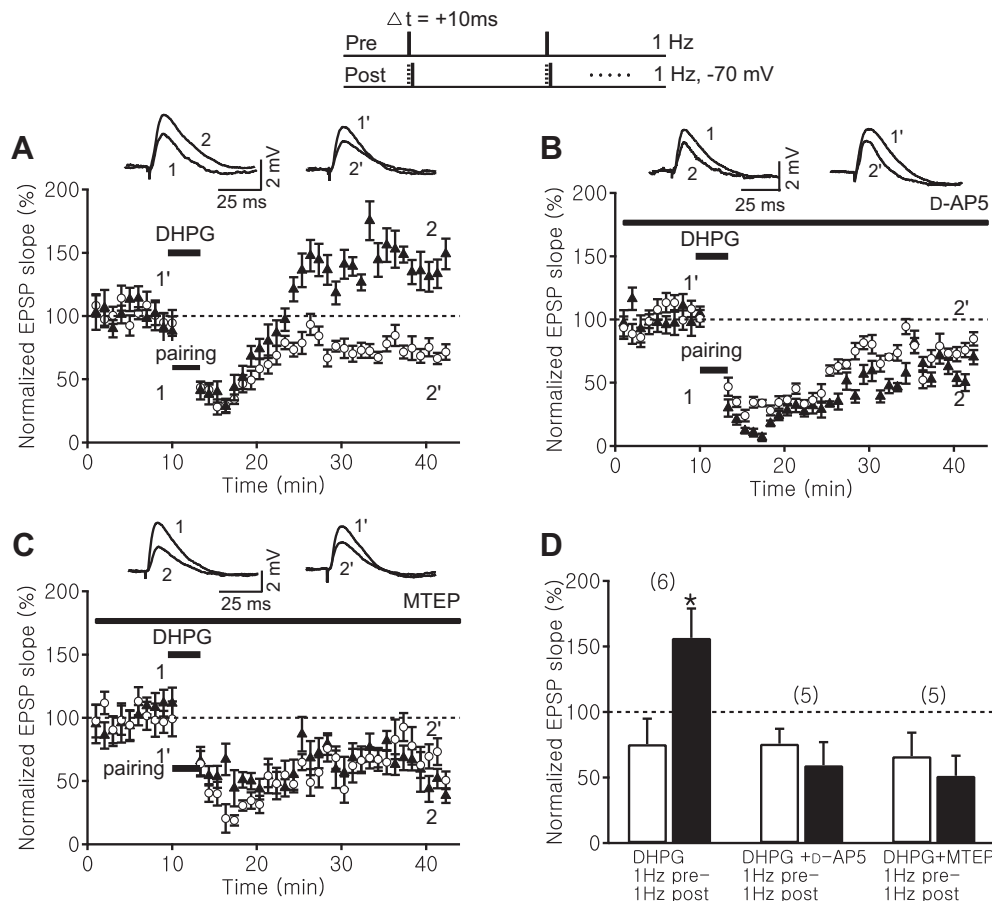 △t = +10ms
Pre
1 Hz
Post
1 Hz, -70 mV
A
2
1
2 mV
25 ms
1'
2'
Normalized EPSP slope (%)
200
150
100
50
0
DHPG
1'
pairing
1
2
2'
0
10
20
30
40
Time (min)
B
1
2
2 mV
25 ms
1'
2'
D-AP5
Normalized EPSP slope (%)
200
150
100
50
0
DHPG
1'
pairing
1
2'
2
0
10
20
30
40
Time (min)
C
1
2
2 mV
25 ms
1'
2'
MTEP
Normalized EPSP slope (%)
200
150
100
50
0
DHPG
1
1'
pairing
2'
2
0
10
20
30
40
Time (min)
D
Normalized EPSP slope (%)
200
150
100
50
0
(6)
*
(5)
(5)
DHPG
1Hz pre-
1Hz post
DHPG +D-AP5
1Hz pre-
1Hz post
DHPG+MTEP
1Hz pre-
1Hz post